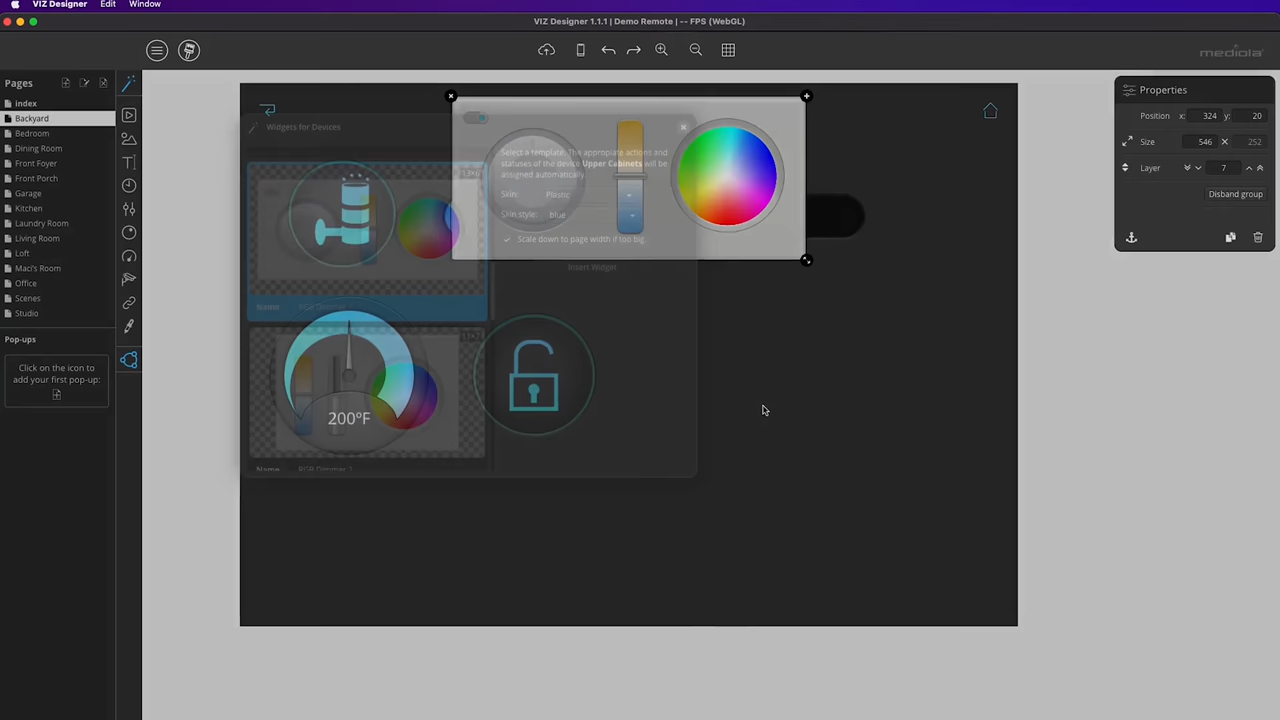 VIZ Designer Edit Window
VIZ Designer 1.1.1 | Demo Remote | -- FPS (WebGL)
mediola
Pages
index
Backyard
Bedroom
Dining Room
Front Foyer
Front Porch
Garage
Kitchen
Laundry Room
Living Room
Loft
Maci's Room
Office
Scenes
Studio
Pop-ups
Click on the icon to
add your first pop-up:
Widgets for Devices
Select a template. The appropiate actions and
statuses of the device Upper Cabinets will be
assigned automatically.
Skin: Plastic
Skin style: blue
Scale down to page width if too big.
Insert Widget
Name
200°F
Name RGB Dimmer 2
Properties
Position x: 324 y: 20
Size 546 X 252
Layer 7
Disband group